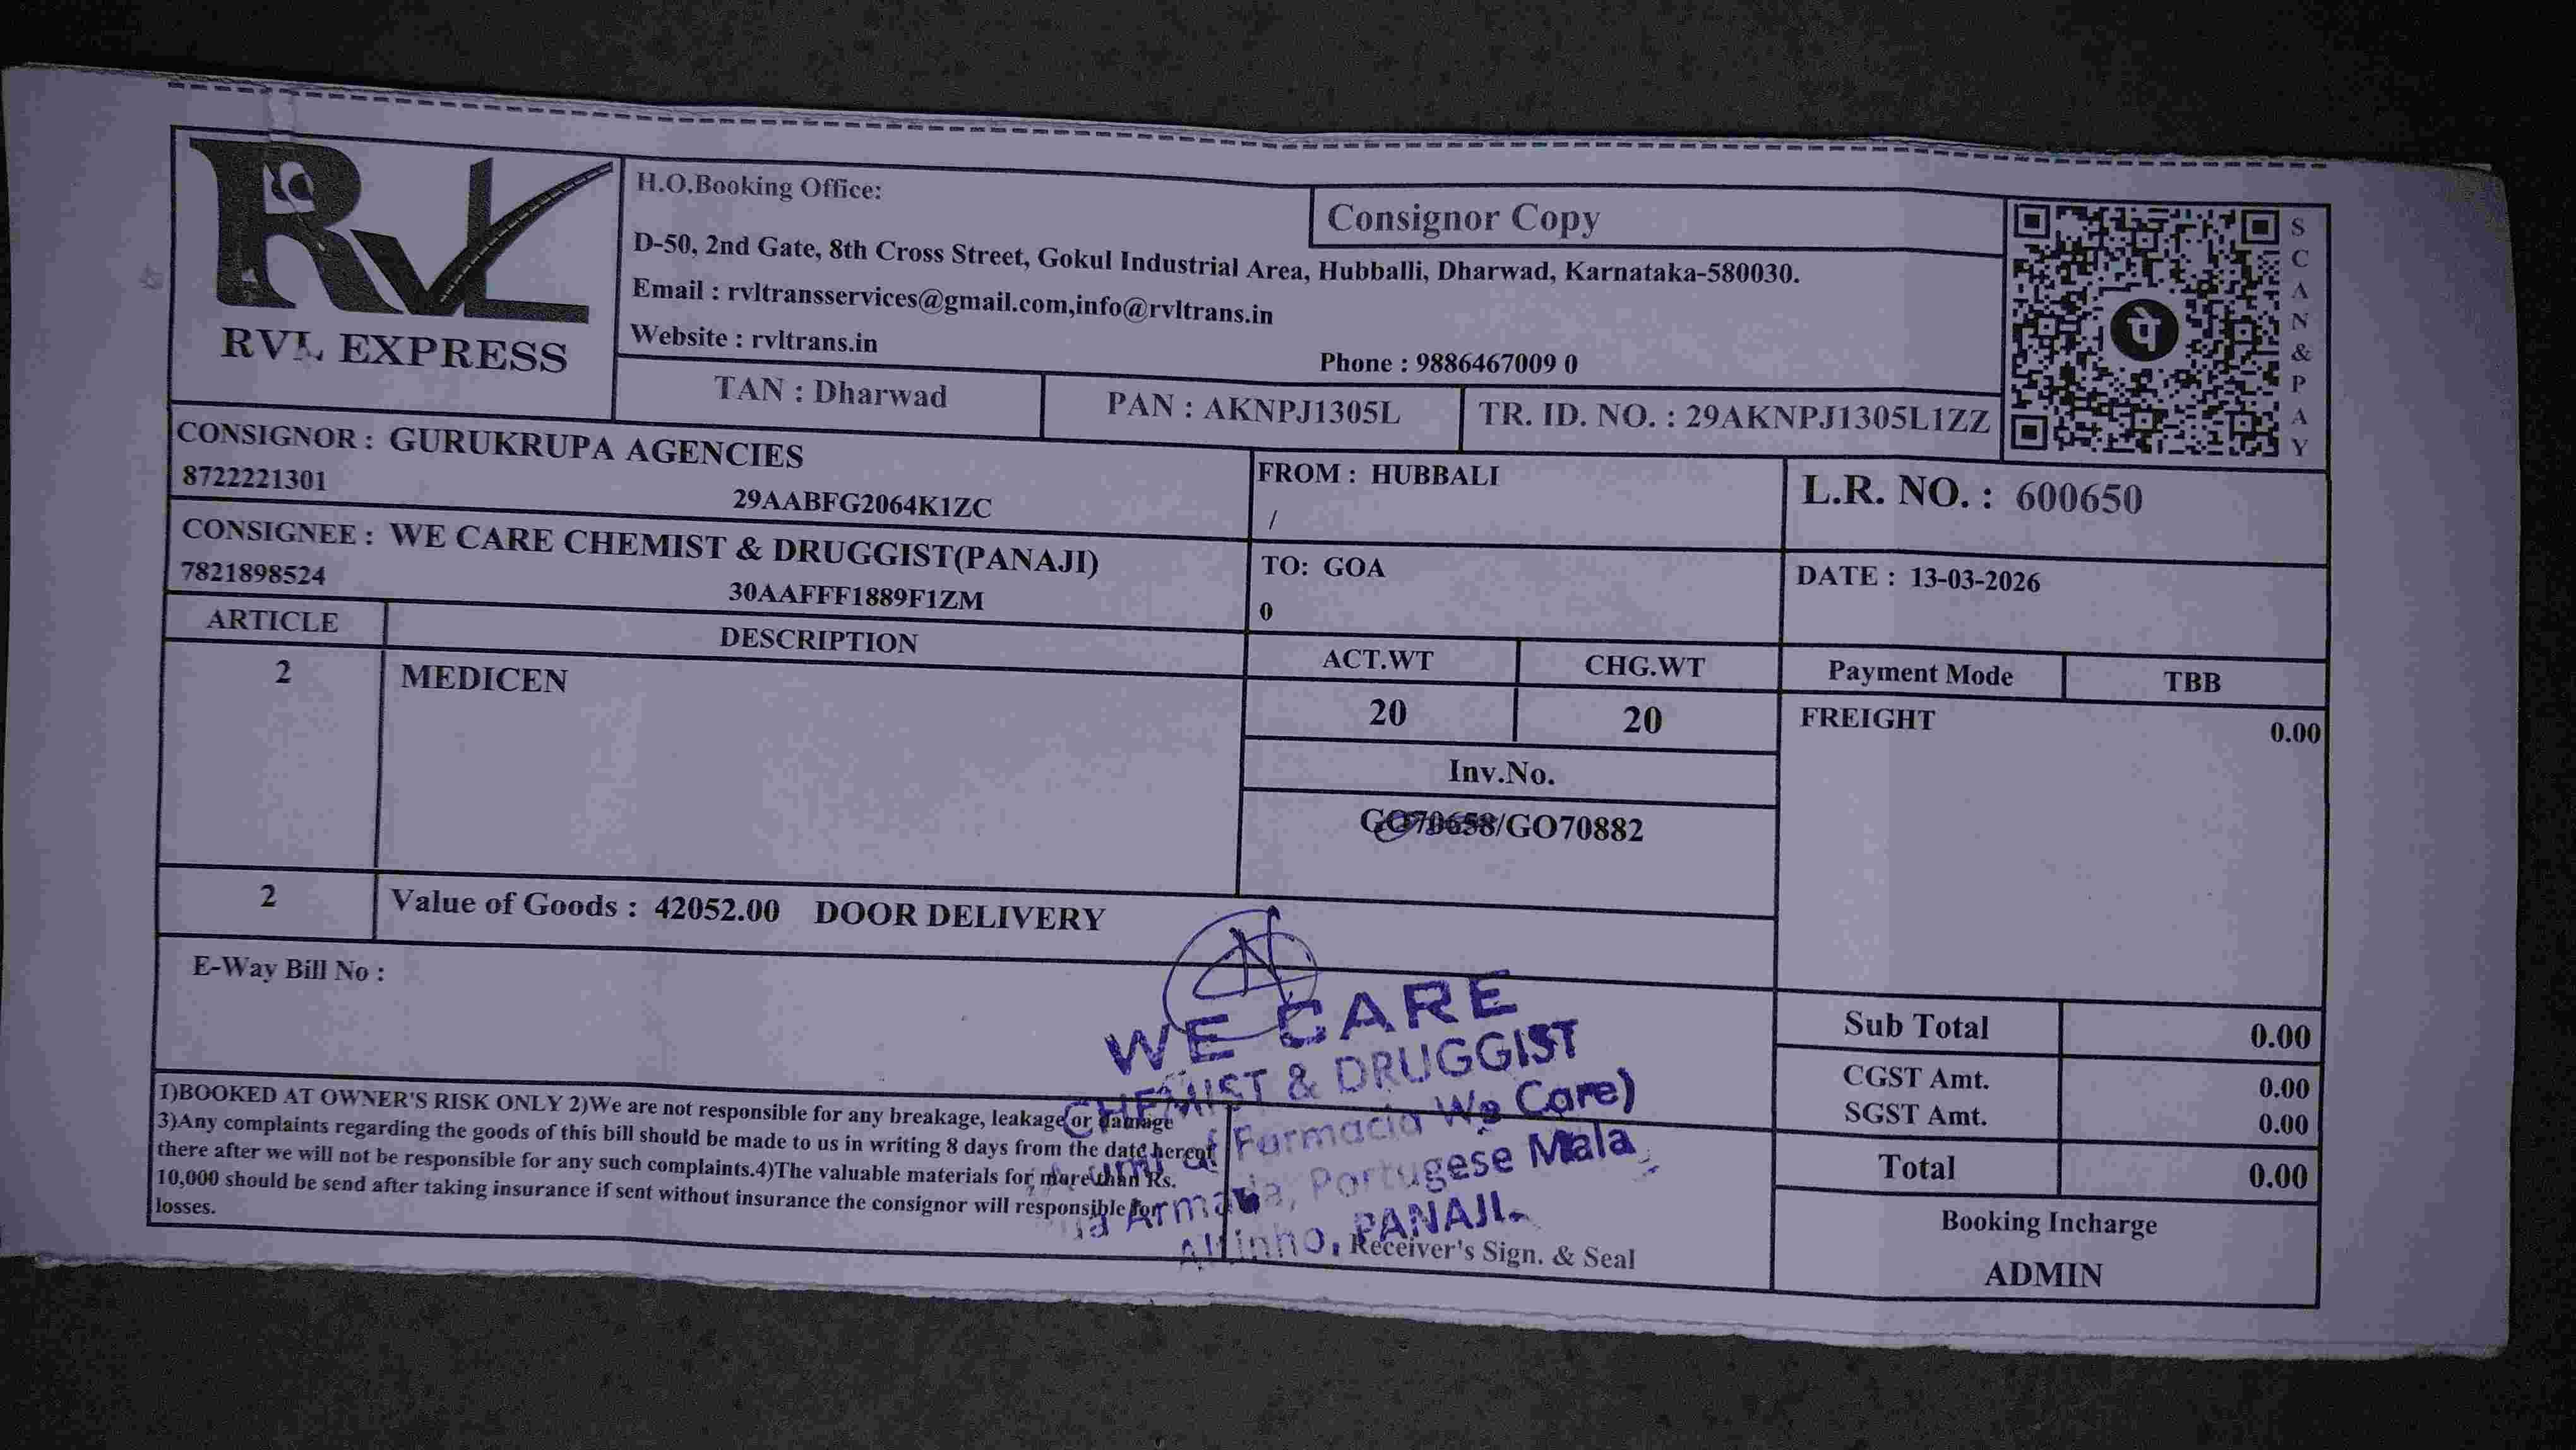 RVL EXPRESS
H.O.Booking Office:
Consignor Copy
D-50, 2nd Gate, 8th Cross Street, Gokul Industrial Area, Hubballi, Dharwad, Karnataka-580030.
Email : rvltransservices@gmail.com,info@rvltrans.in
Website : rvltrans.in
Phone : 9886467009 0
SCAN&PAY
पे
TAN : Dharwad
PAN : AKNPJ1305L
TR. ID. NO. : 29AKNPJ1305L1ZZ
CONSIGNOR : GURUKRUPA AGENCIES
8722221301
29AABFG2064K1ZC
FROM : HUBBALI
/
L.R. NO. : 600650
CONSIGNEE : WE CARE CHEMIST & DRUGGIST(PANAJI)
7821898524
30AAFFF1889F1ZM
TO: GOA
0
DATE : 13-03-2026
ARTICLE
DESCRIPTION
ACT.WT
CHG.WT
Payment Mode
TBB
2
MEDICEN
20
20
FREIGHT
0.00
Inv.No.
GO70658/GO70882
2
Value of Goods : 42052.00 DOOR DELIVERY
E-Way Bill No :
Sub Total
0.00
CGST Amt.
0.00
SGST Amt.
0.00
Total
0.00
Booking Incharge
ADMIN
1)BOOKED AT OWNER'S RISK ONLY 2)We are not responsible for any breakage, leakage or damage
3)Any complaints regarding the goods of this bill should be made to us in writing 8 days from the date hereof
there after we will not be responsible for any such complaints.4)The valuable materials for more than Rs.
10,000 should be send after taking insurance if sent without insurance the consignor will responsible for
losses.
WE CARE
CHEMIST & DRUGGIST
of Farmacia We Care)
Portugese Mala
Altinho, PANAJI.
Receiver's Sign. & Seal